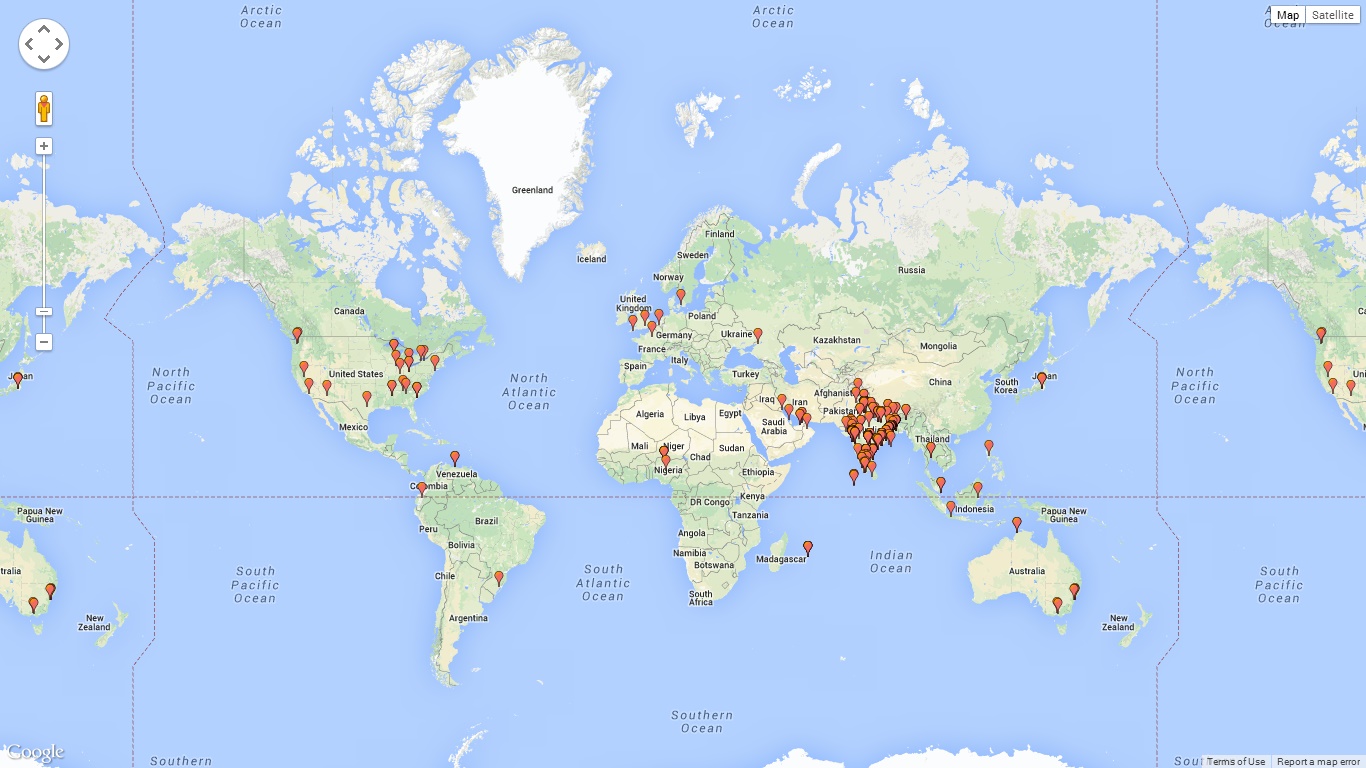 Arctic
Ocean
Arctic
Ocean
Map
Satellite
Greenland
Iceland
Finland
Sweden
Norway
Russia
United
Kingdom
Poland
Germany
Ukraine
France
Italy
Spain
Turkey
Kazakhstan
Mongolia
Canada
United States
North
Pacific
Ocean
North
Atlantic
Ocean
North
Pacific
Ocean
China
South
Korea
Japan
Japan
Afghanistan
Pakistan
Iraq
Iran
Algeria
Libya
Egypt
Saudi
Arabia
Mexico
Mali
Niger
Chad
Sudan
Nigeria
Ethiopia
Thailand
Venezuela
Colombia
Kenya
DR Congo
Tanzania
Indonesia
Papua New
Guinea
Papua New
Guinea
Brazil
Peru
Bolivia
Angola
Namibia
Botswana
Madagascar
Indian
Ocean
Australia
tralia
South
Pacific
Ocean
South
Atlantic
Ocean
South
Pacific
Ocean
Chile
Argentina
South
Africa
New
Zealand
New
Zealand
Southern
Ocean
Southern
Google
Terms of Use
Report a map error